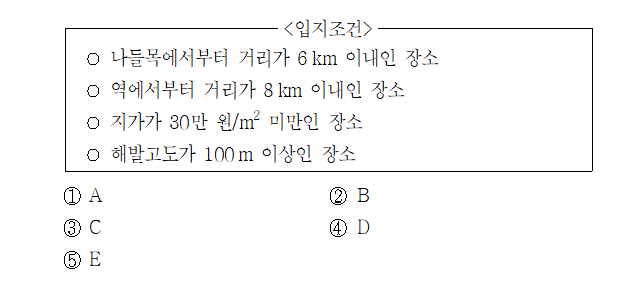 <입지조건>
○ 나들목에서부터 거리가 6 km 이내인 장소
○ 역에서부터 거리가 8 km 이내인 장소
○ 지가가 30만 원/m² 미만인 장소
○ 해발고도가 100 m 이상인 장소
① A ② B
③ C ④ D
⑤ E